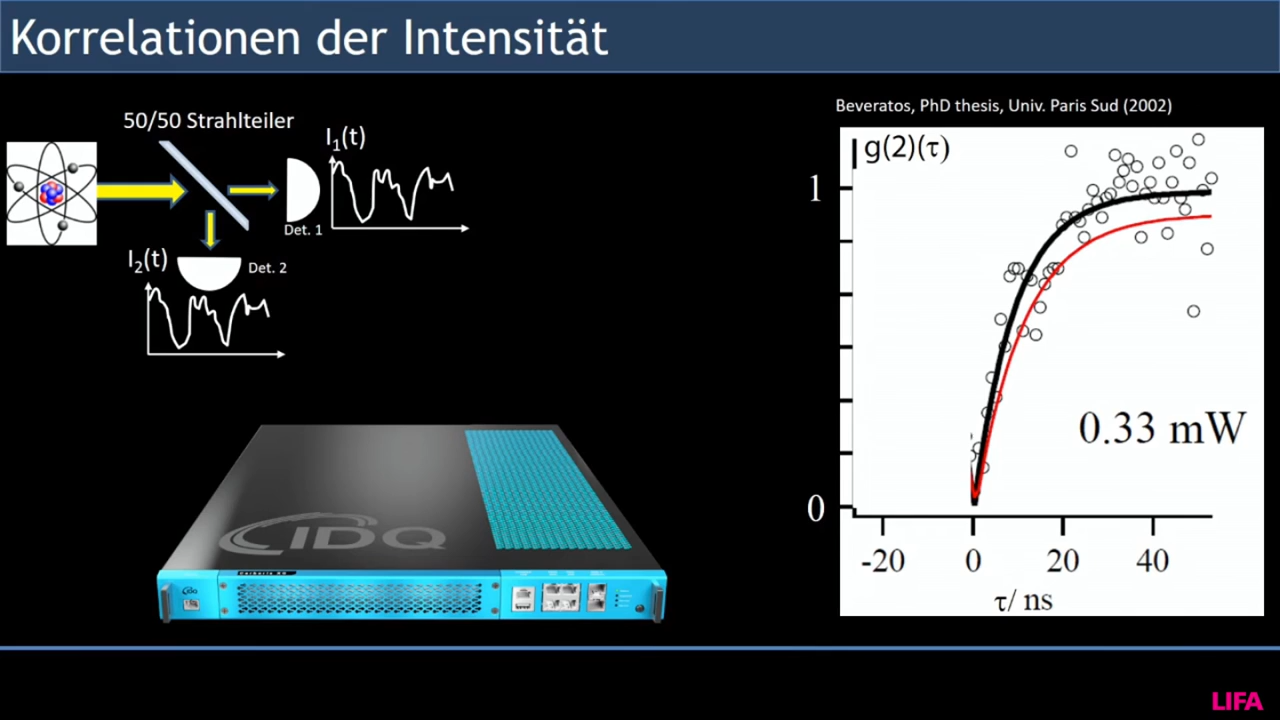 Korrelationen der Intensität
50/50 Strahlteiler
I₁(t)
Det. 1
I₂(t)
Det. 2
Beveratos, PhD thesis, Univ. Paris Sud (2002)
g(2)(τ)
1
0.33 mW
0
-20 0 20 40
τ/ ns
IDQ
LIFA